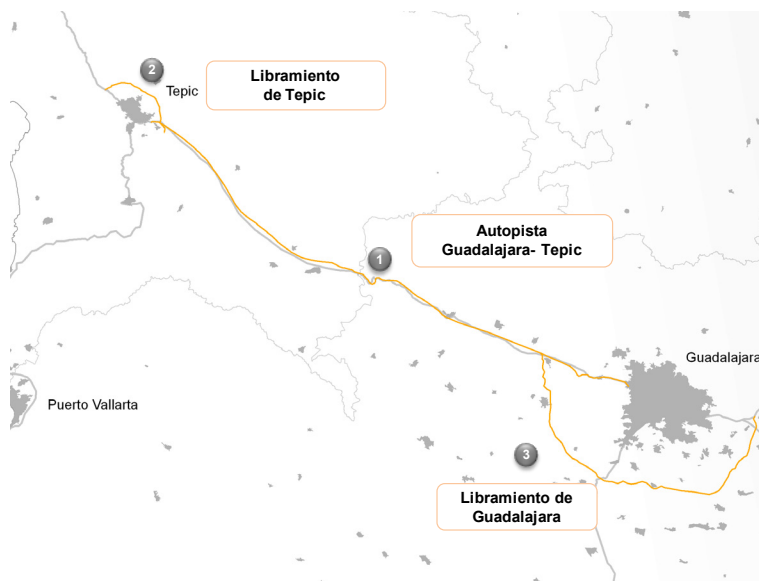 2
Tepic
Libramiento
de Tepic
1
Autopista
Guadalajara- Tepic
Guadalajara
Puerto Vallarta
3
Libramiento de
Guadalajara